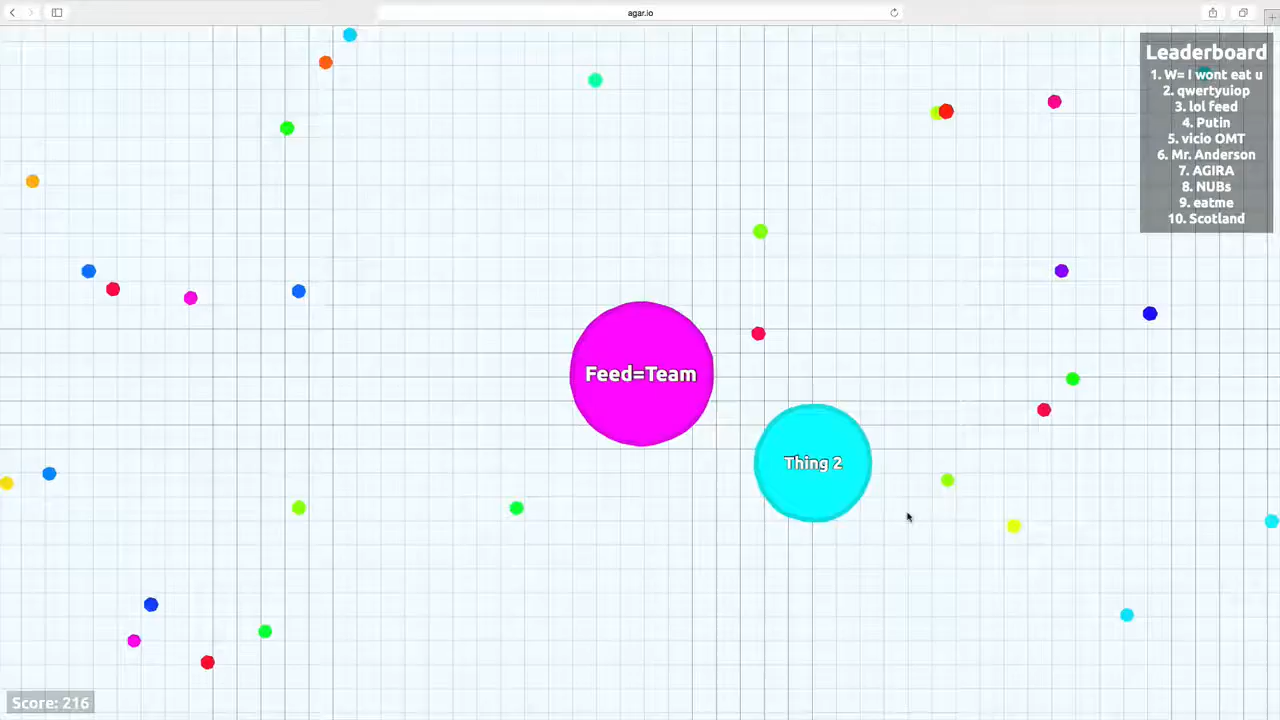 agar.io
Leaderboard
1. W= I wont eat u
2. qwertyuiop
3. lol feed
4. Putin
5. vicio OMT
6. Mr. Anderson
7. AGIRA
8. NUBs
9. eatme
10. Scotland
Feed=Team
Thing 2
Score: 216